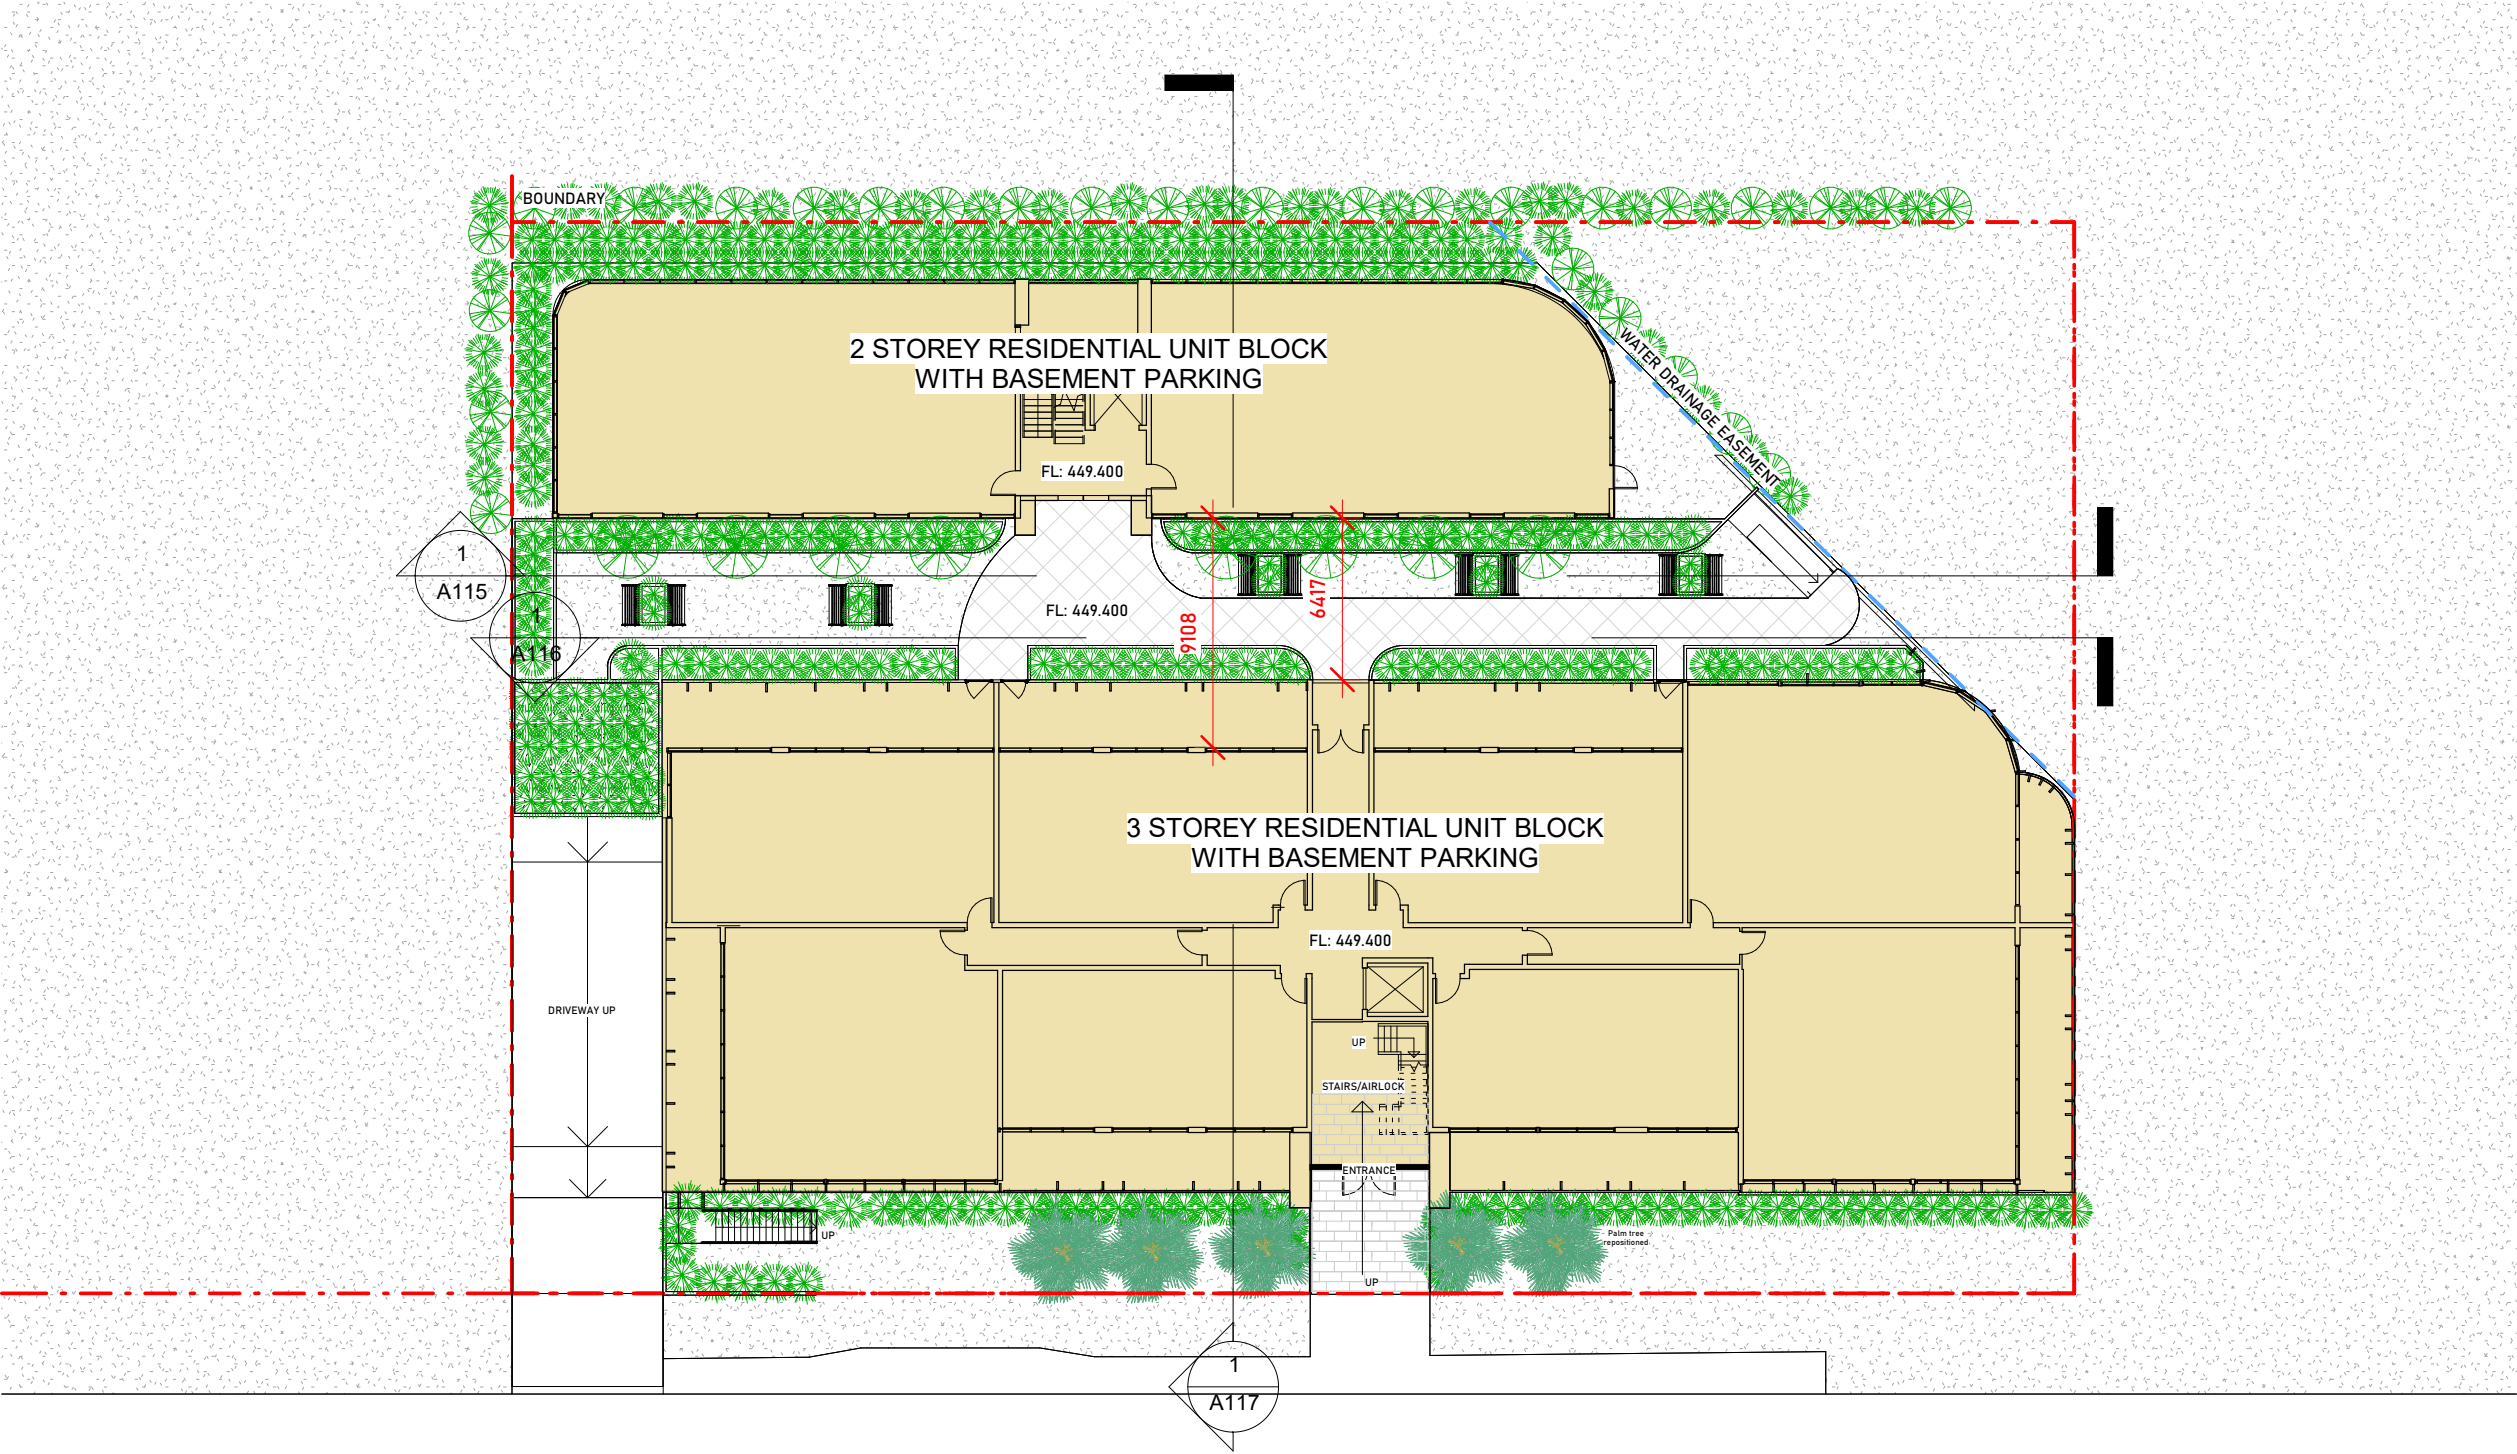 BOUNDARY
2 STOREY RESIDENTIAL UNIT BLOCK
WITH BASEMENT PARKING
WATER DRAINAGE EASEMENT
FL: 449.400
1
A115
1
A116
FL: 449.400
9108
6417
3 STOREY RESIDENTIAL UNIT BLOCK
WITH BASEMENT PARKING
FL: 449.400
DRIVEWAY UP
UP
STAIRS/AIRLOCK
ENTRANCE
UP
Palm tree
repositioned
UP
1
A117